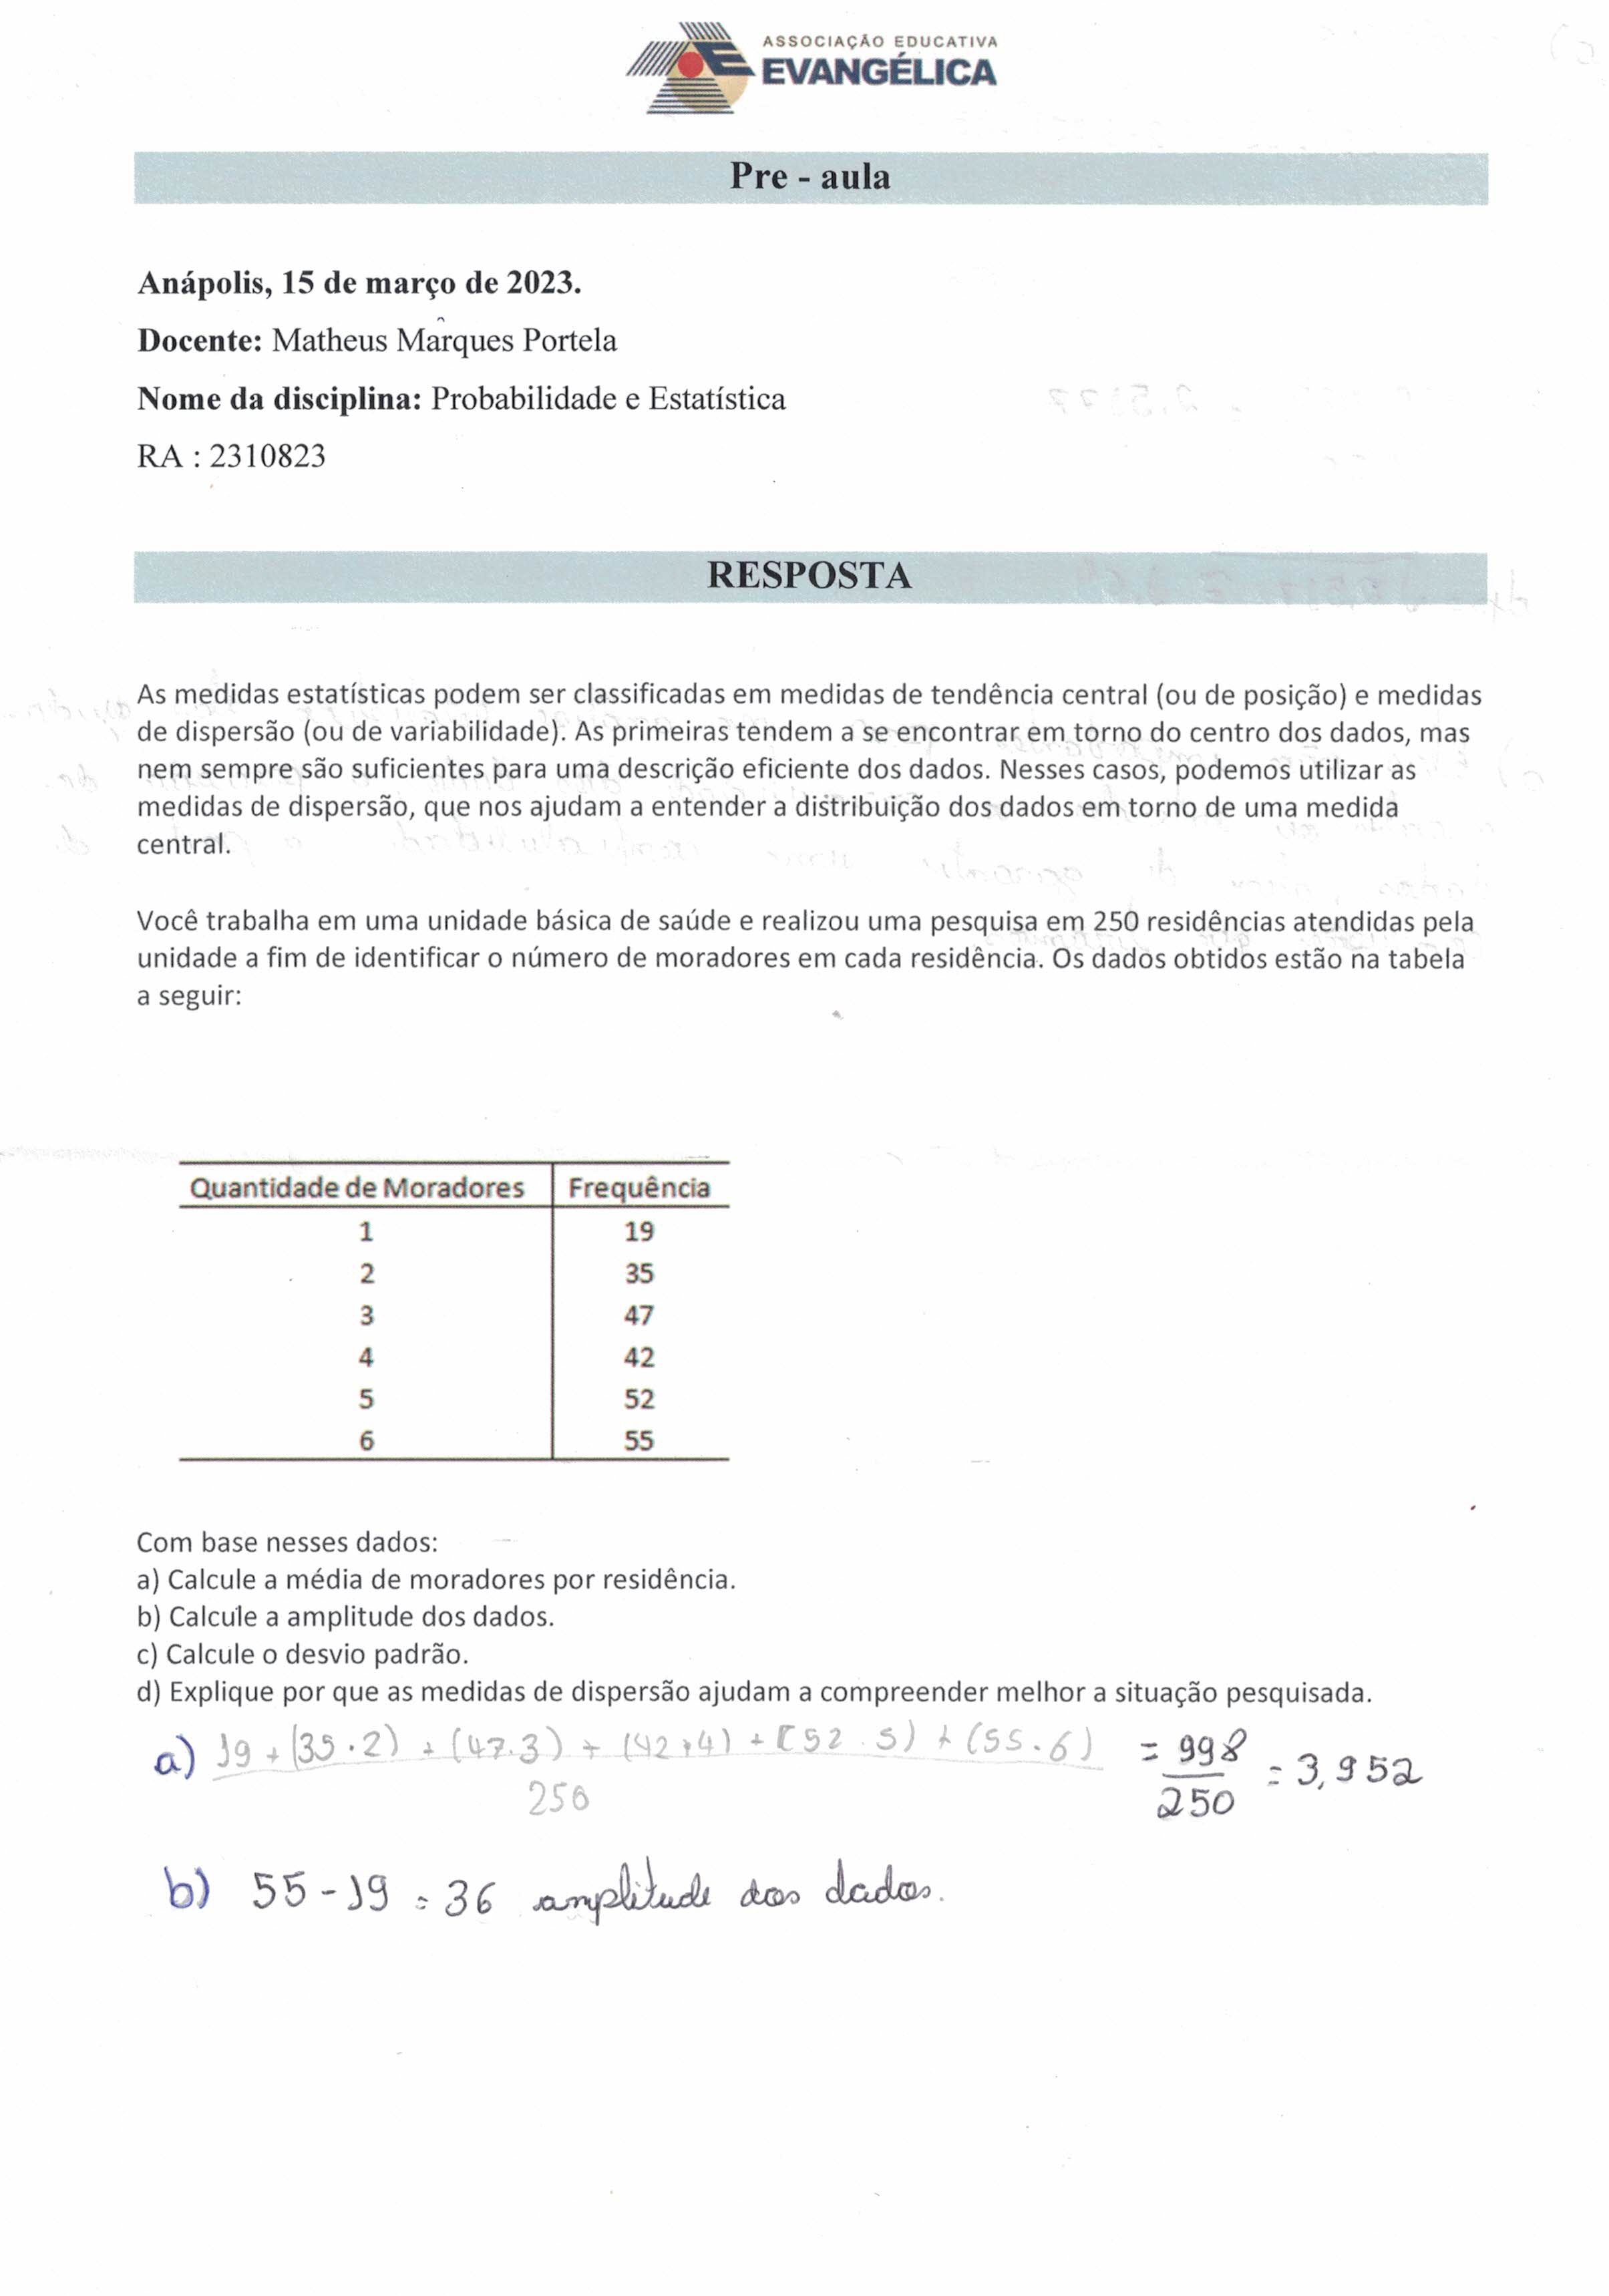 ASSOCIAÇÃO EDUCATIVA
EVANGÉLICA
Pre - aula
Anápolis, 15 de março de 2023.
Docente: Matheus Marques Portela
Nome da disciplina: Probabilidade e Estatística
RA : 2310823
RESPOSTA
As medidas estatísticas podem ser classificadas em medidas de tendência central (ou de posição) e medidas
de dispersão (ou de variabilidade). As primeiras tendem a se encontrar em torno do centro dos dados, mas
nem sempre são suficientes para uma descrição eficiente dos dados. Nesses casos, podemos utilizar as
medidas de dispersão, que nos ajudam a entender a distribuição dos dados em torno de uma medida
central.
Você trabalha em uma unidade básica de saúde e realizou uma pesquisa em 250 residências atendidas pela
unidade a fim de identificar o número de moradores em cada residência. Os dados obtidos estão na tabela
a seguir:
Quantidade de Moradores Frequência
1 19
2 35
3 47
4 42
5 52
6 55
Com base nesses dados:
a) Calcule a média de moradores por residência.
b) Calcule a amplitude dos dados.
c) Calcule o desvio padrão.
d) Explique por que as medidas de dispersão ajudam a compreender melhor a situação pesquisada.
a) 19 + (35 . 2) + (47.3) + (42.4) + (52 . 5) + (55.6) = 998 = 3,952
250 250
b) 55 - 19 = 36 amplitude dos dados.